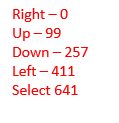 Right – 0
Up – 99
Down – 257
Left – 411
Select 641